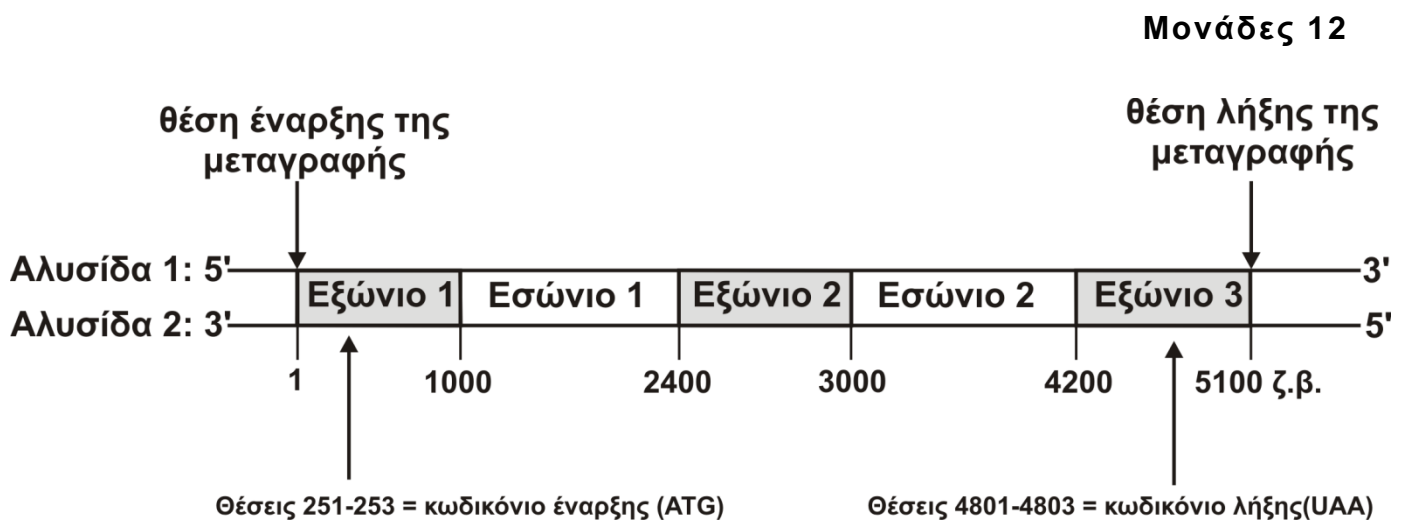 Μονάδες 12
θέση έναρξης της
μεταγραφής
θέση λήξης της
μεταγραφής
Αλυσίδα 1: 5' 3'
Εξώνιο 1 Εσώνιο 1 Εξώνιο 2 Εσώνιο 2 Εξώνιο 3
Αλυσίδα 2: 3' 5'
1 1000 2400 3000 4200 5100 ζ.β.
Θέσεις 251-253 = κωδικόνιο έναρξης (ATG)
Θέσεις 4801-4803 = κωδικόνιο λήξης(UAA)